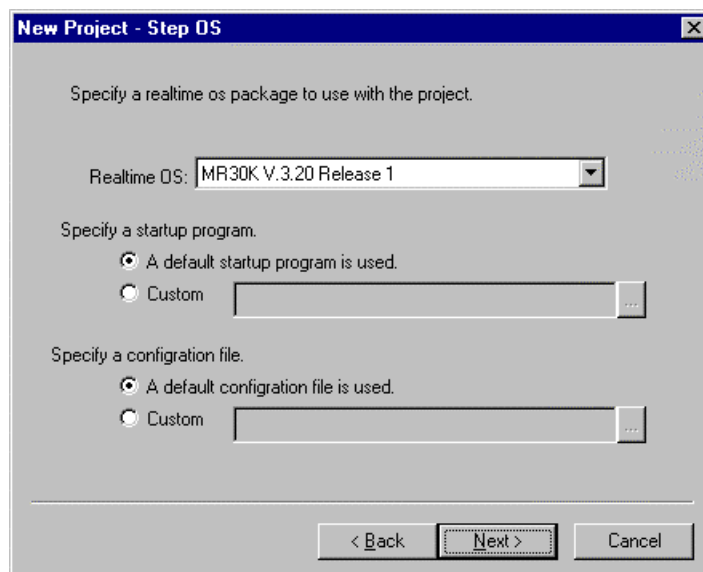 New Project - Step OS
Specify a realtime os package to use with the project.
Realtime OS: MR30K V.3.20 Release 1
Specify a startup program.
A default startup program is used.
Custom
...
Specify a configration file.
A default configration file is used.
Custom
...
< Back Next > Cancel